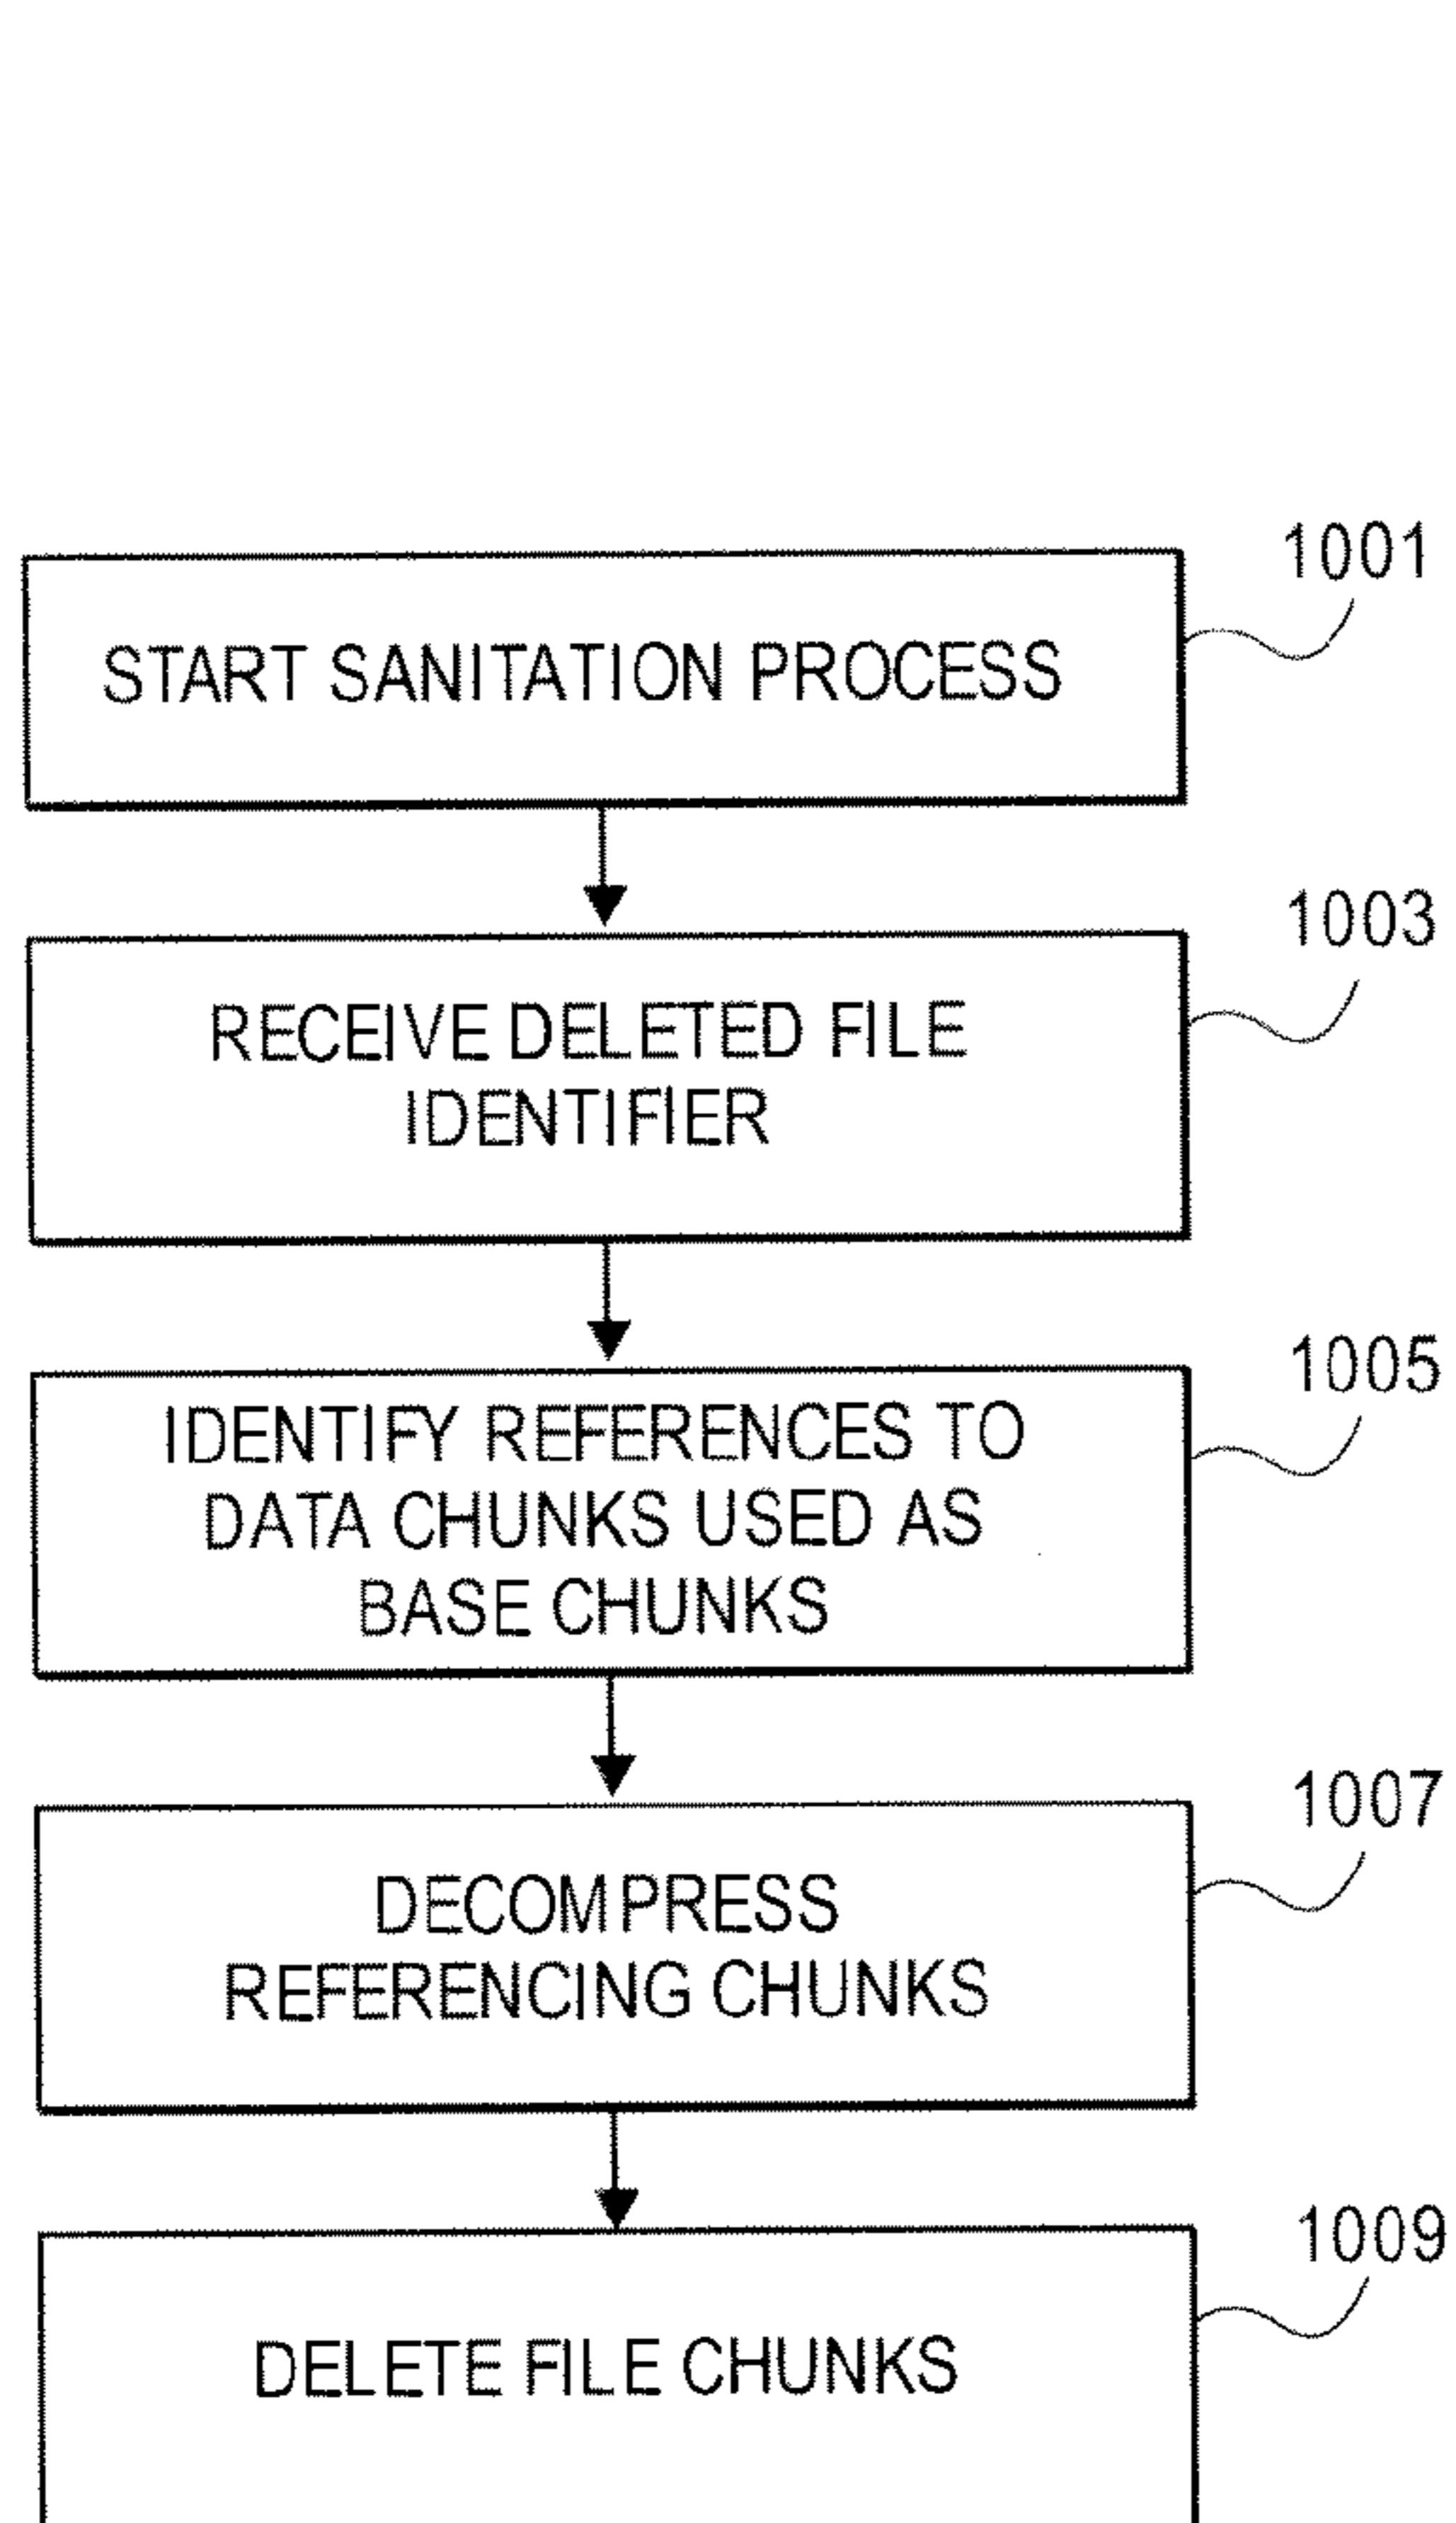 1001
START SANITATION PROCESS
1003
RECEIVE DELETED FILE
IDENTIFIER
1005
IDENTIFY REFERENCES TO
DATA CHUNKS USED AS
BASE CHUNKS
1007
DECOMPRESS
REFERENCING CHUNKS
1009
DELETE FILE CHUNKS